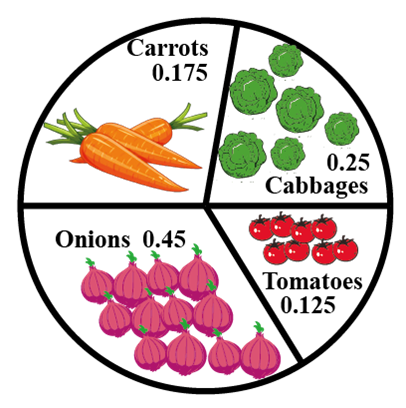 Carrots
0.175
0.25
Cabbages
Onions 0.45
Tomatoes
0.125